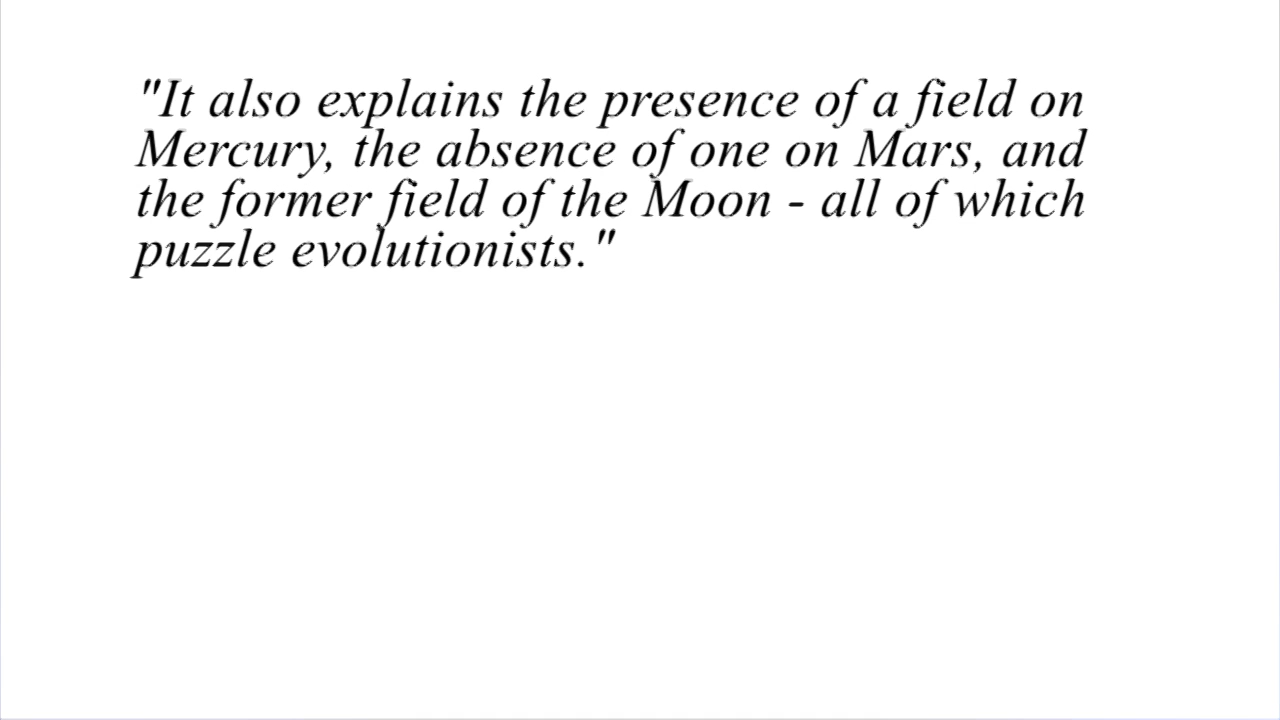 "It also explains the presence of a field on
Mercury, the absence of one on Mars, and
the former field of the Moon - all of which
puzzle evolutionists."